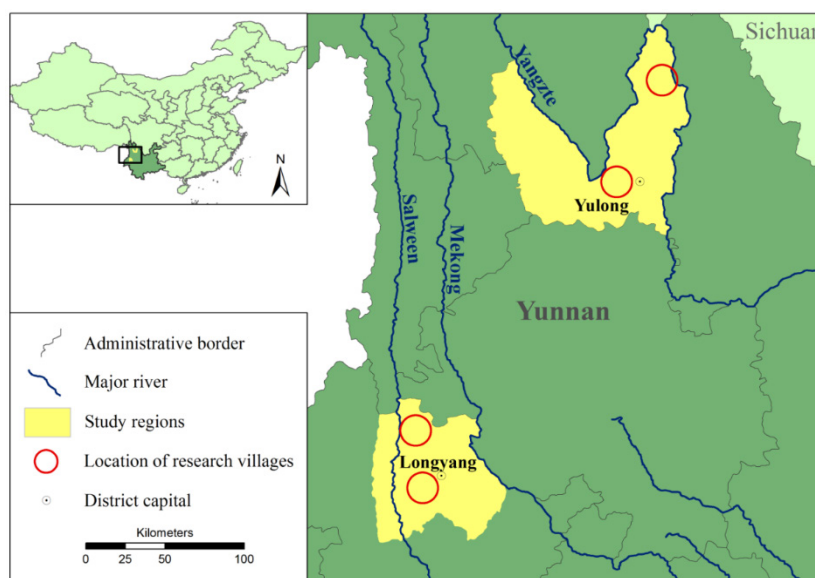 Sichuan
N
Yangzte
Yulong
Salween
Mekong
Yunnan
Longyang
Administrative border
Major river
Study regions
Location of research villages
District capital
Kilometers
0 25 50 100